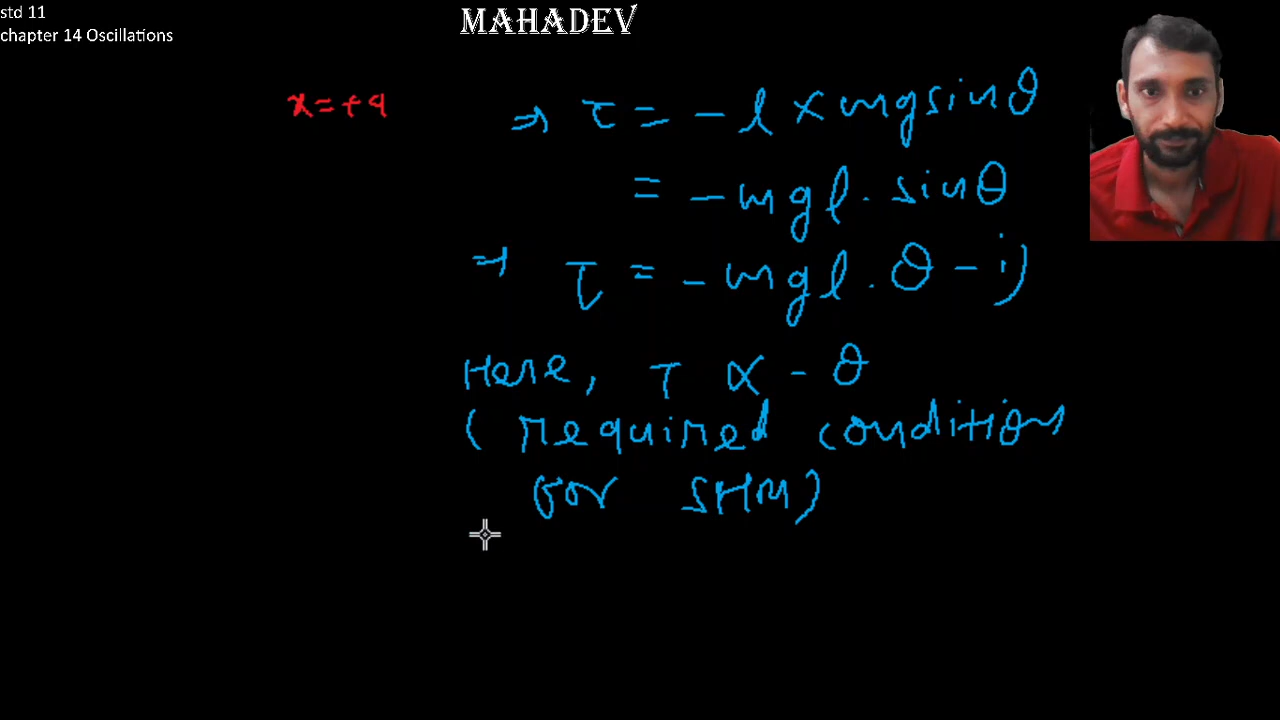 std 11
chapter 14 Oscillations
MAHADEV
x = + a
⇒ τ = - l × mg sinθ
= - mgl . sinθ
⇒ τ = - mgl . θ - i)
Here, τ ∝ - θ
( required condition
for SHM)